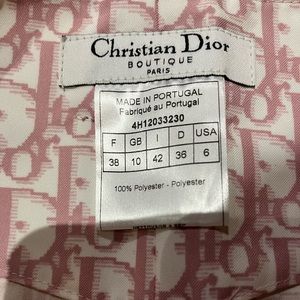 Christian Dior
BOUTIQUE
PARIS
MADE IN PORTUGAL
Fabriqué au Portugal
4H12033230
F GB I D USA
38 10 42 36 6
100% Polyester - Polyester